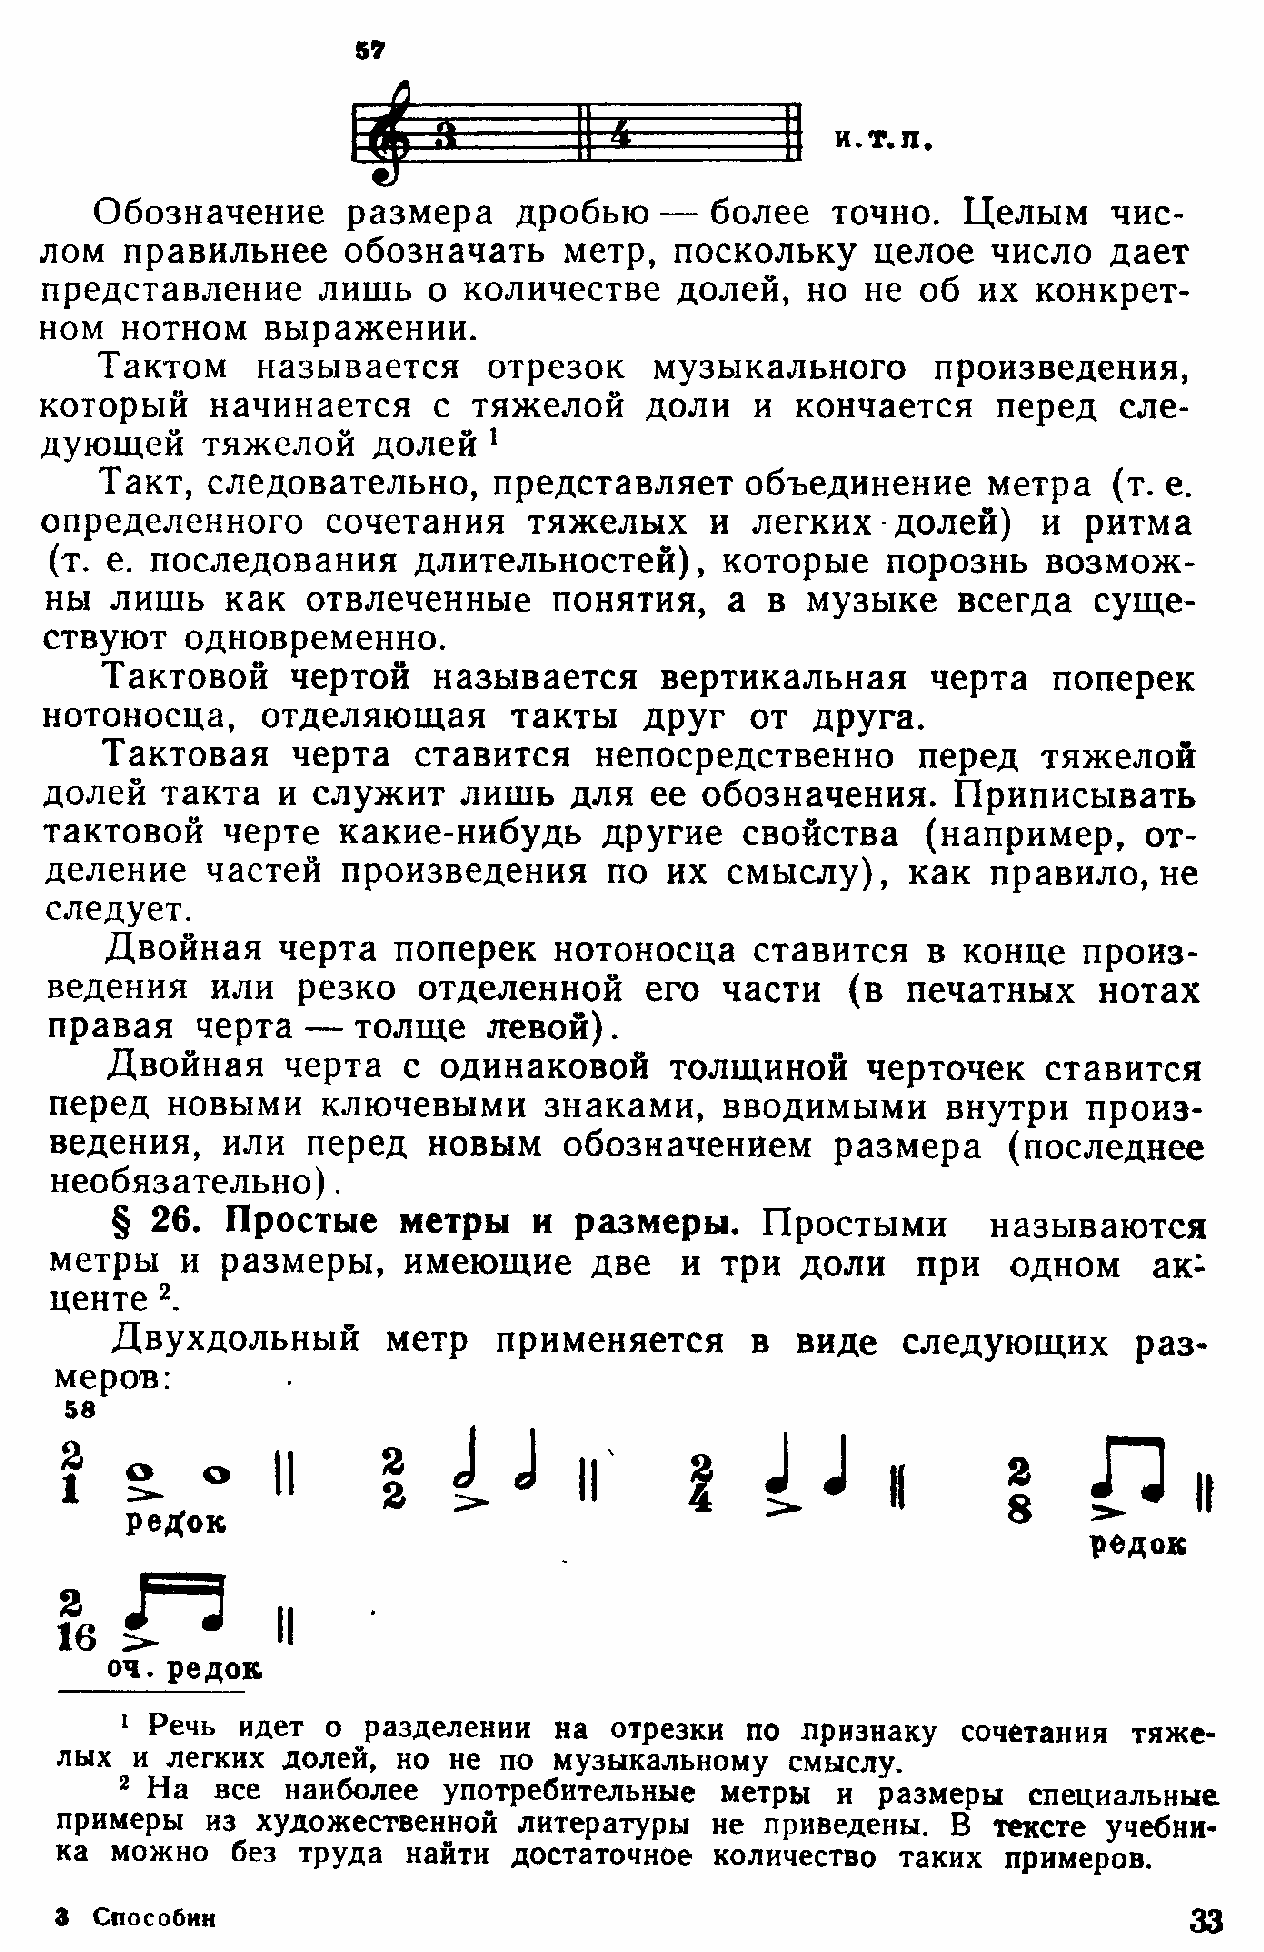 57
3 4 и.т.п.
Обозначение размера дробью — более точно. Целым чис-
лом правильнее обозначать метр, поскольку целое число дает
представление лишь о количестве долей, но не об их конкрет-
ном нотном выражении.
Тактом называется отрезок музыкального произведения,
который начинается с тяжелой доли и кончается перед сле-
дующей тяжелой долей ¹
Такт, следовательно, представляет объединение метра (т. е.
определенного сочетания тяжелых и легких долей) и ритма
(т. е. последования длительностей), которые порознь возмож-
ны лишь как отвлеченные понятия, а в музыке всегда суще-
ствуют одновременно.
Тактовой чертой называется вертикальная черта поперек
нотоносца, отделяющая такты друг от друга.
Тактовая черта ставится непосредственно перед тяжелой
долей такта и служит лишь для ее обозначения. Приписывать
тактовой черте какие-нибудь другие свойства (например, от-
деление частей произведения по их смыслу), как правило, не
следует.
Двойная черта поперек нотоносца ставится в конце произ-
ведения или резко отделенной его части (в печатных нотах
правая черта — толще левой).
Двойная черта с одинаковой толщиной черточек ставится
перед новыми ключевыми знаками, вводимыми внутри произ-
ведения, или перед новым обозначением размера (последнее
необязательно).
§ 26. Простые метры и размеры. Простыми называются
метры и размеры, имеющие две и три доли при одном ак-
центе ².
Двухдольный метр применяется в виде следующих раз-
меров:
58
2 2 2 2
1 2 4 8
редок
редок
2
16
оч. редок
¹ Речь идет о разделении на отрезки по признаку сочетания тяже-
лых и легких долей, но не по музыкальному смыслу.
² На все наиболее употребительные метры и размеры специальные
примеры из художественной литературы не приведены. В тексте учебни-
ка можно без труда найти достаточное количество таких примеров.
3 Способин 33